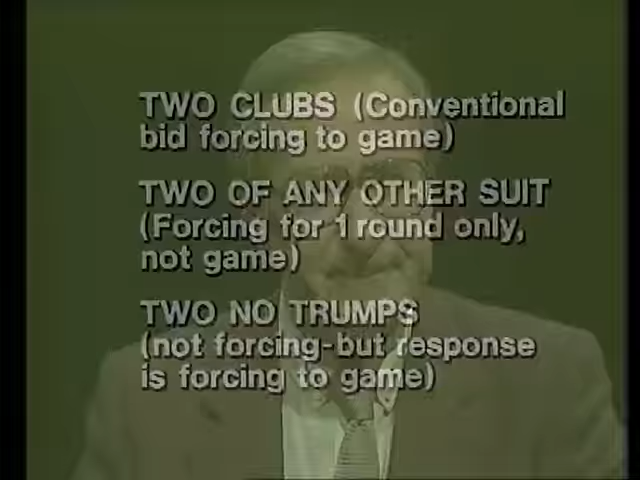 TWO CLUBS (Conventional
bid forcing to game)
TWO OF ANY OTHER SUIT
(Forcing for 1 round only,
not game)
TWO NO TRUMPS
(not forcing-but response
is forcing to game)